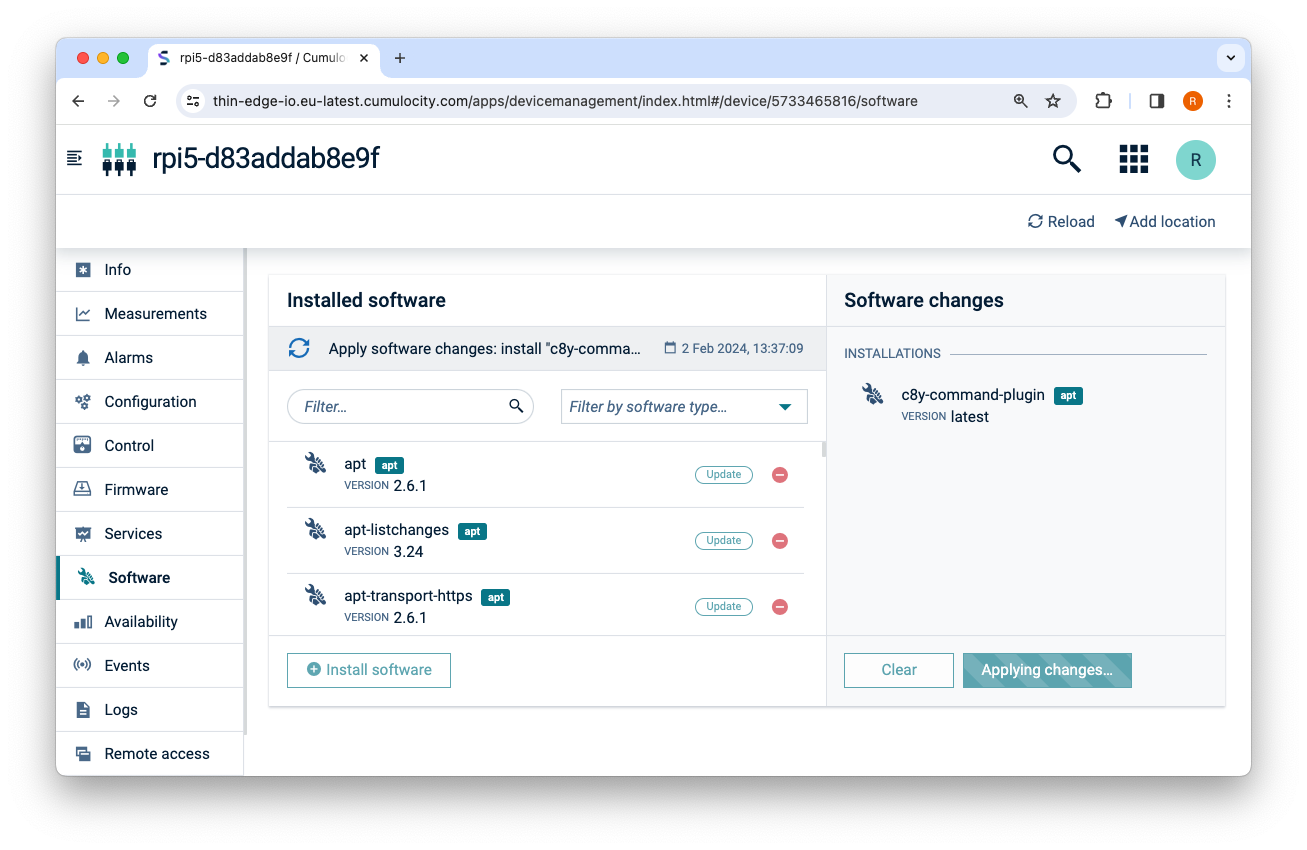 rpi5-d83addab8e9f / Cumulo
thin-edge-io.eu-latest.cumulocity.com/apps/devicemanagement/index.html#/device/5733465816/software
R
rpi5-d83addab8e9f
R
Reload
Add location
Info
Measurements
Alarms
Configuration
Control
Firmware
Services
Software
Availability
Events
Logs
Remote access
Installed software
Apply software changes: install "c8y-comma... 2 Feb 2024, 13:37:09
Filter...
Filter by software type...
apt apt
VERSION 2.6.1
Update
apt-listchanges apt
VERSION 3.24
Update
apt-transport-https apt
VERSION 2.6.1
Update
Install software
Software changes
INSTALLATIONS
c8y-command-plugin apt
VERSION latest
Clear
Applying changes...